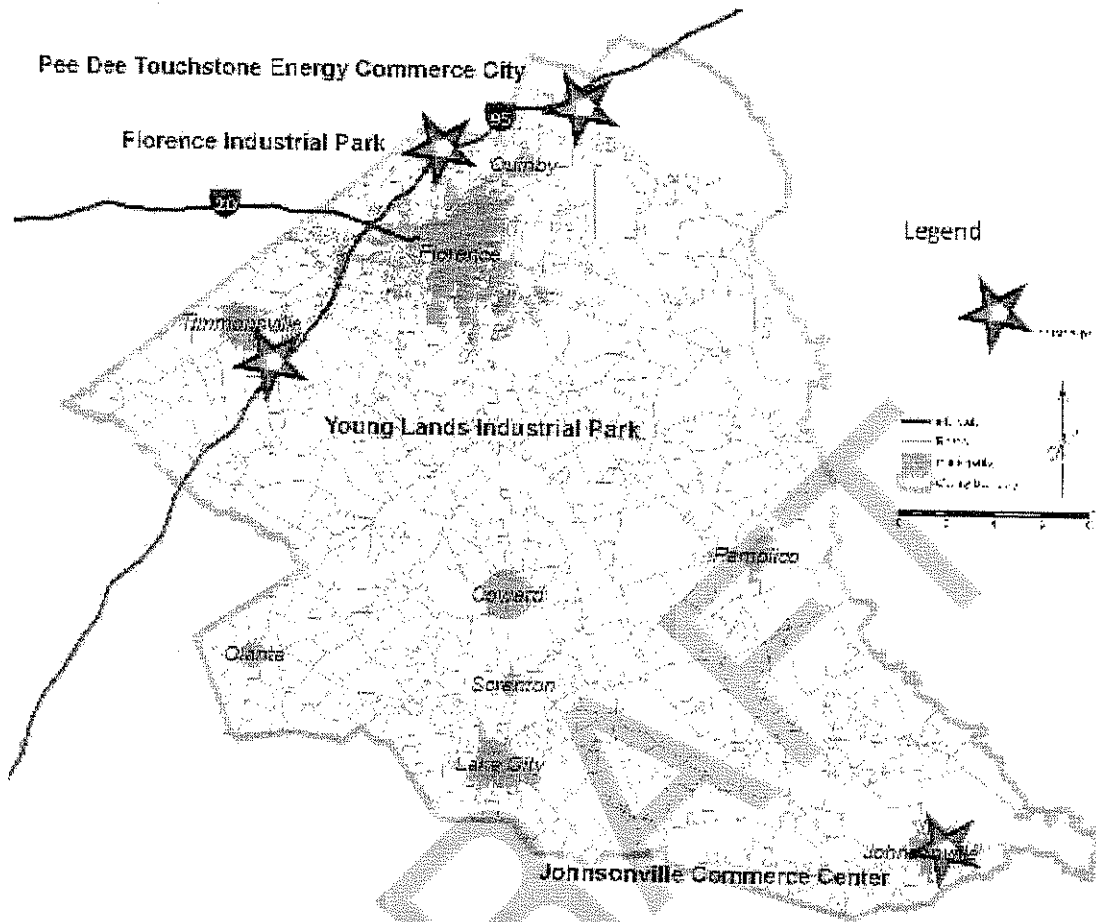 Pee Dee Touchstone Energy Commerce City
95
Florence Industrial Park
Quinby
20
Florence
Legend
Timmonsville
Young Lands Industrial Park
Pamplico
Coward
Olanta
Scranton
Lake City
Johnsonville
Johnsonville Commerce Center